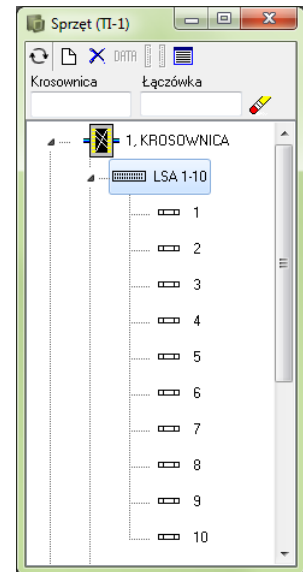 Sprzęt (TI-1)
DATA
Krosownica Łączówka
1, KROSOWNICA
LSA 1-10
1
2
3
4
5
6
7
8
9
10